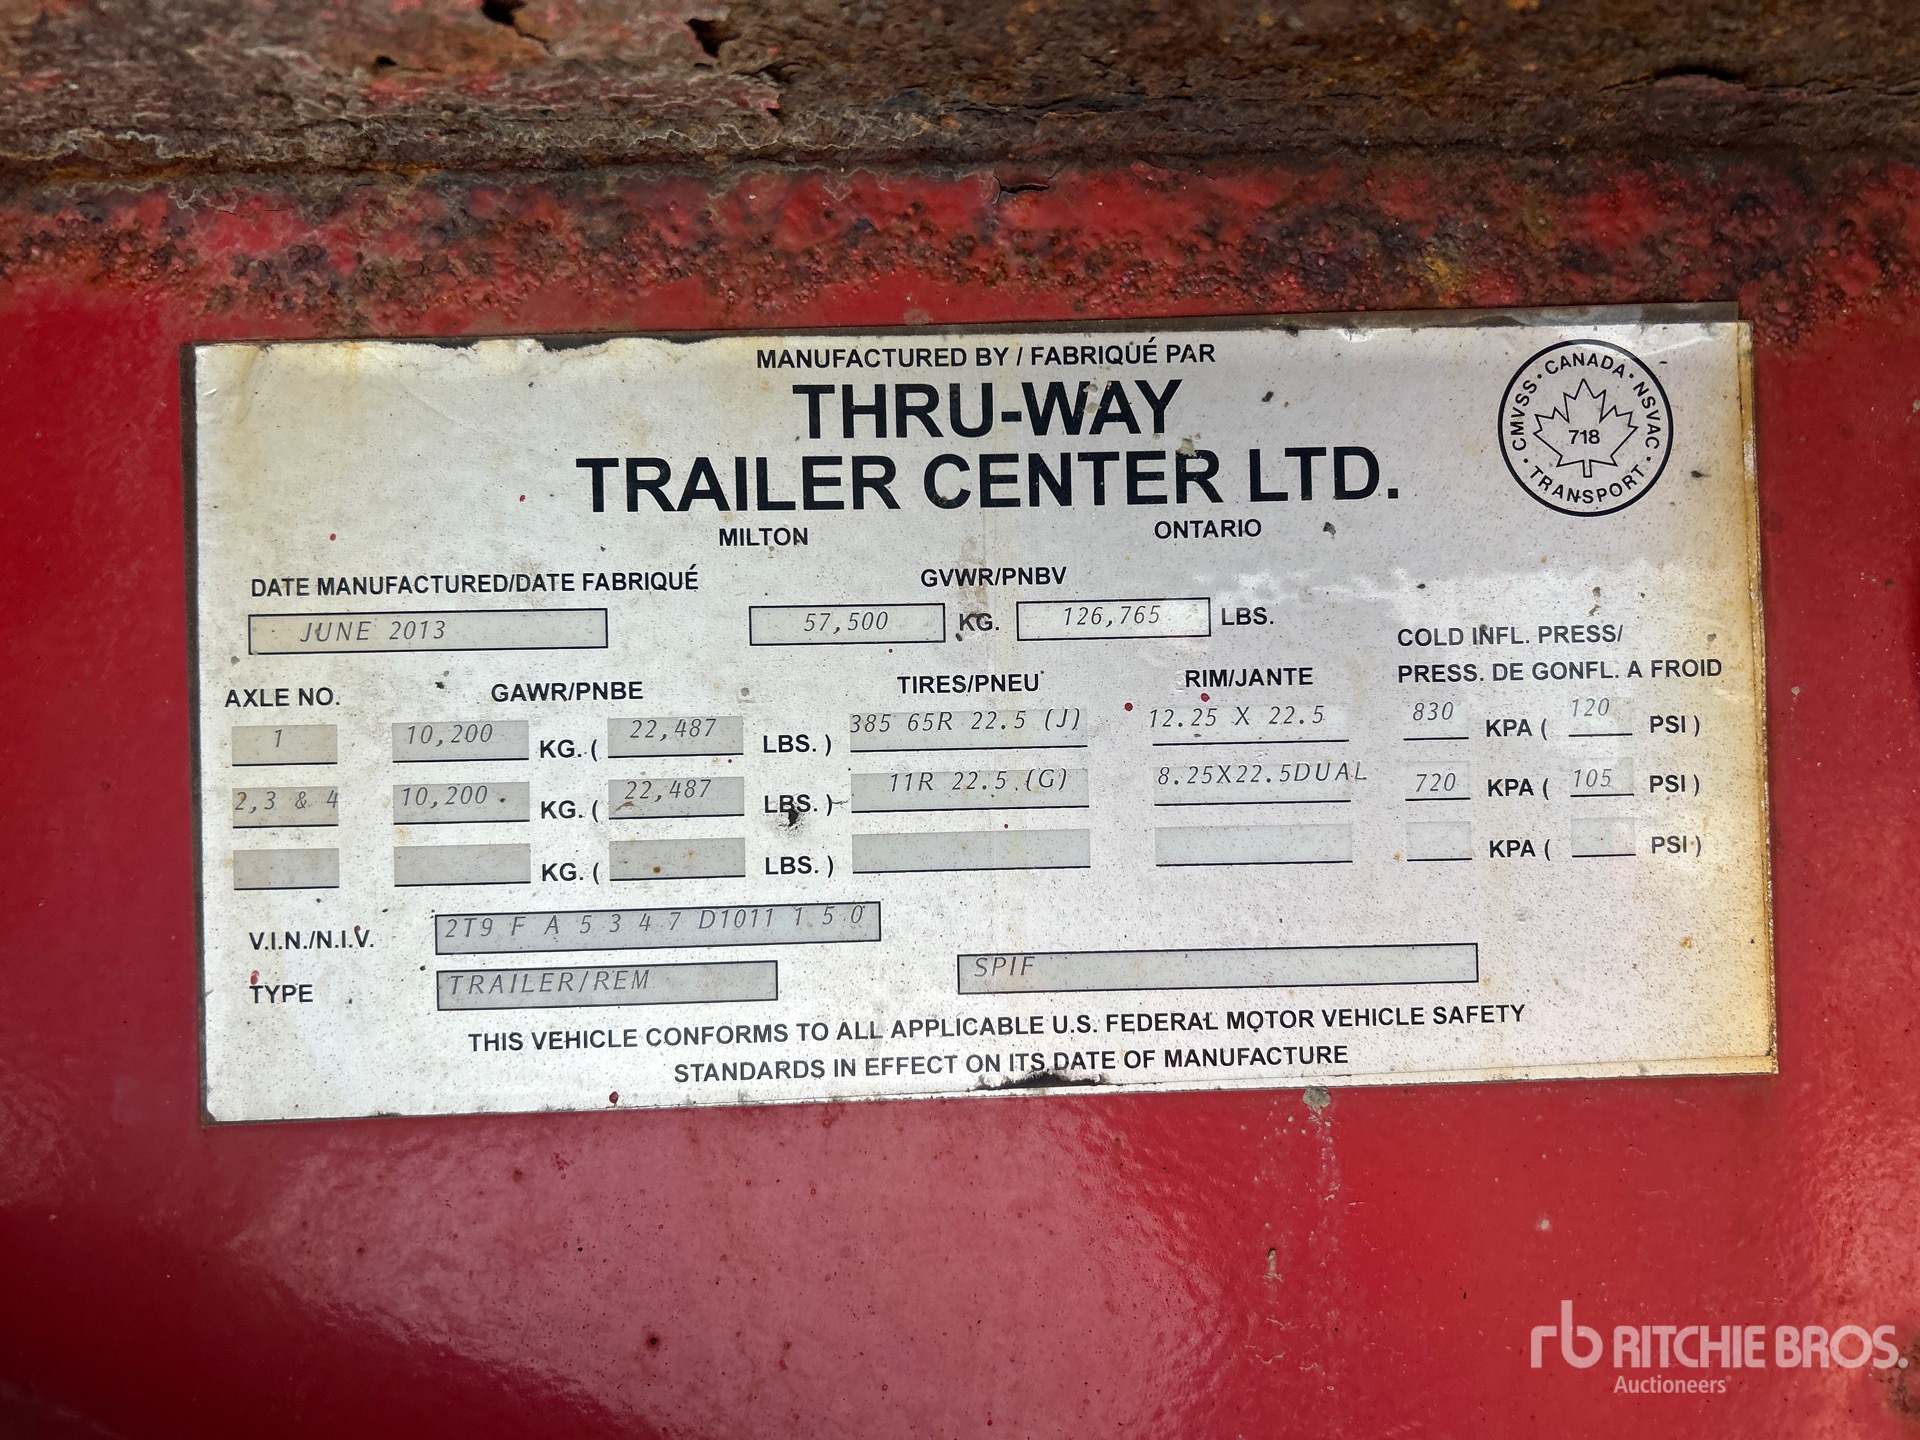 MANUFACTURED BY / FABRIQUÉ PAR
THRU-WAY
TRAILER CENTER LTD.
MILTON ONTARIO
CMVSS · CANADA · NSVAC · TRANSPORT ·
718
DATE MANUFACTURED/DATE FABRIQUÉ GVWR/PNBV
JUNE 2013 57,500 KG. 126,765 LBS.
COLD INFL. PRESS/
AXLE NO. GAWR/PNBE TIRES/PNEU RIM/JANTE PRESS. DE GONFL. A FROID
1 10,200 KG. ( 22,487 LBS. ) 385 65R 22.5 (J) 12.25 X 22.5 830 KPA ( 120 PSI )
2,3 & 4 10,200 KG. ( 22,487 LBS. ) 11R 22.5 (G) 8.25X22.5DUAL 720 KPA ( 105 PSI )
KG. ( LBS. ) KPA ( PSI )
V.I.N./N.I.V. 2T9 F A 5 3 4 7 D1011 1 5 0
TYPE TRAILER/REM SPIF
THIS VEHICLE CONFORMS TO ALL APPLICABLE U.S. FEDERAL MOTOR VEHICLE SAFETY
STANDARDS IN EFFECT ON ITS DATE OF MANUFACTURE
rb RITCHIE BROS.
Auctioneers